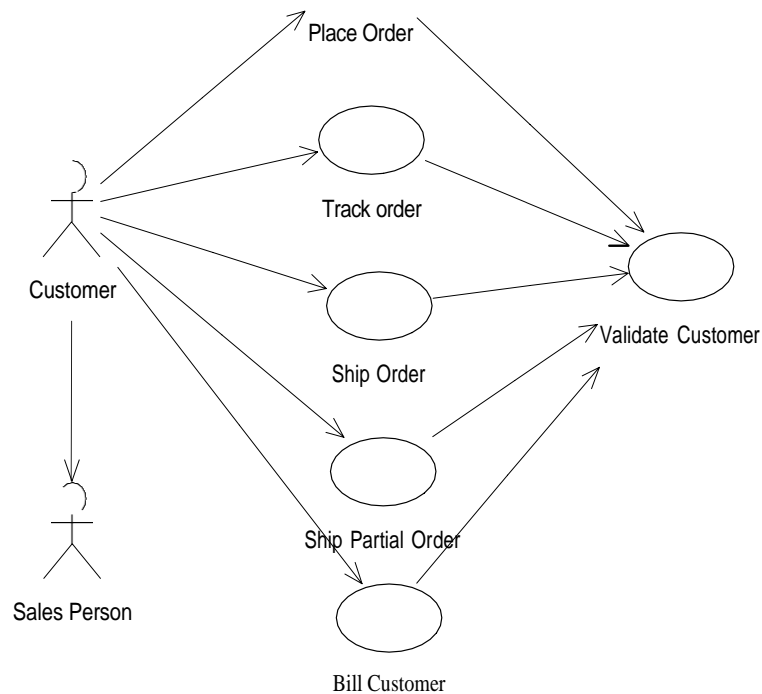 Place Order
Track order
Customer
Validate Customer
Ship Order
Ship Partial Order
Sales Person
Bill Customer